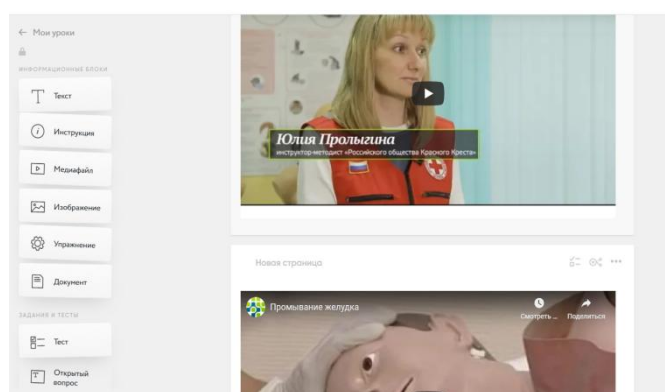 ← Мои уроки
ИНФОРМАЦИОННЫЕ БЛОКИ
Текст
Инструкция
Медиафайл
Изображение
Упражнение
Документ
ЗАДАНИЯ И ТЕСТЫ
Тест
Открытый
вопрос
Юлия Пролыгина
инструктор-методист «Российского общества Красного Креста»
Новая страница
Промывание желудка
Смотреть ...
Поделиться